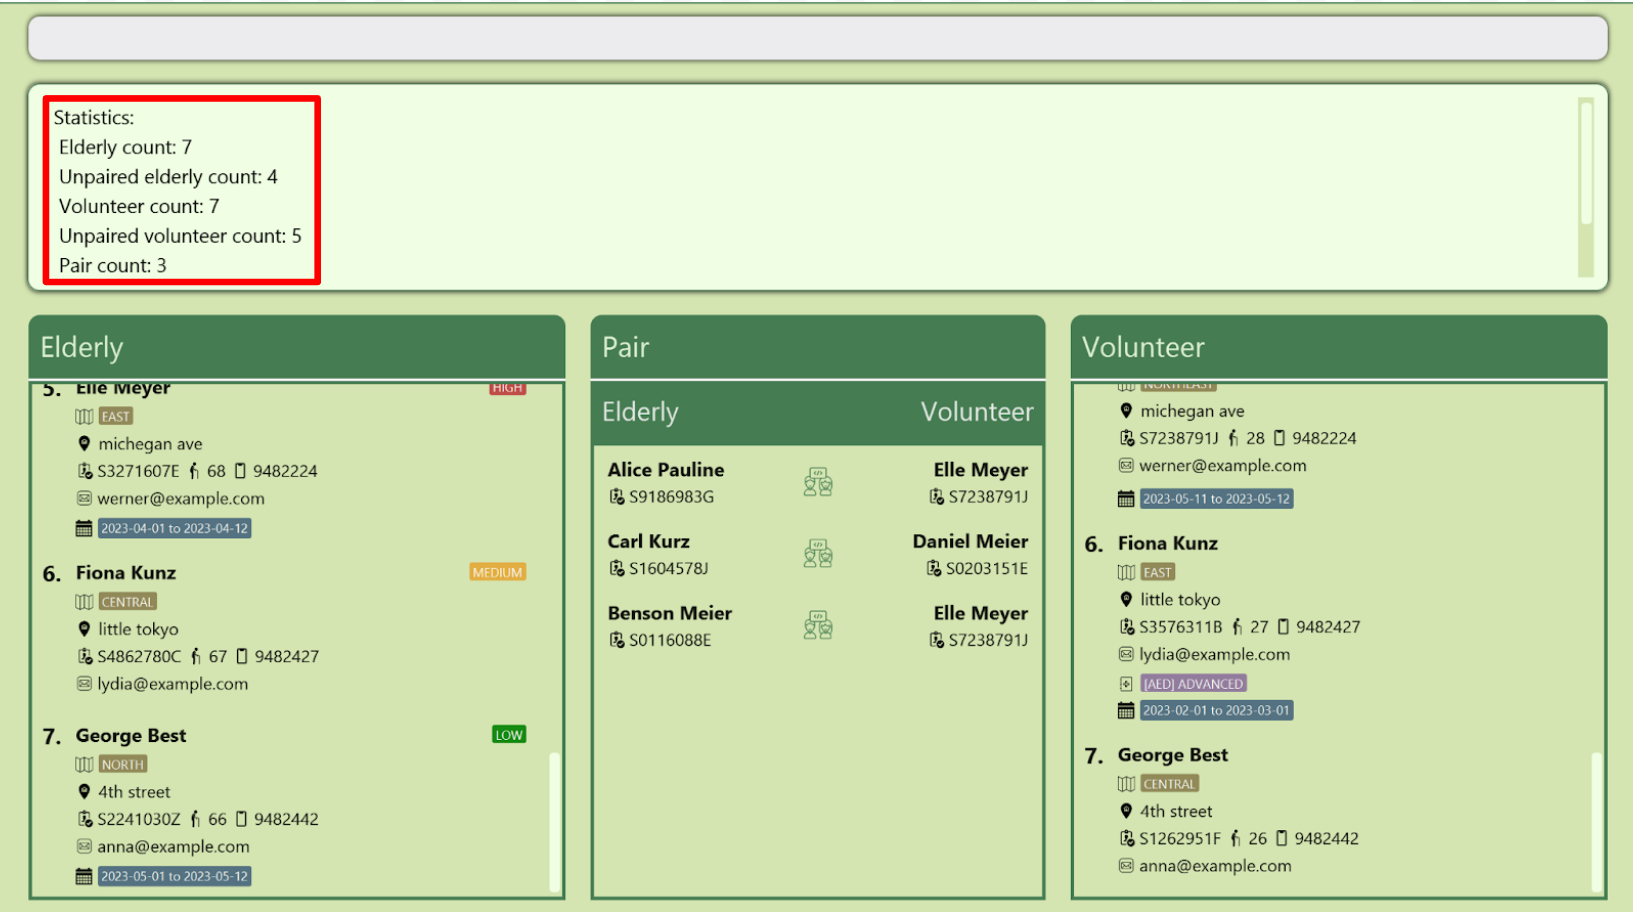 Statistics:
Elderly count: 7
Unpaired elderly count: 4
Volunteer count: 7
Unpaired volunteer count: 5
Pair count: 3
Elderly
5. Elle Meyer HIGH
EAST
michegan ave
S3271607E 68 9482224
werner@example.com
2023-04-01 to 2023-04-12
6. Fiona Kunz MEDIUM
CENTRAL
little tokyo
S4862780C 67 9482427
lydia@example.com
7. George Best LOW
NORTH
4th street
S2241030Z 66 9482442
anna@example.com
2023-05-01 to 2023-05-12
Pair
Elderly Volunteer
Alice Pauline Elle Meyer
S9186983G S7238791J
Carl Kurz Daniel Meier
S1604578J S0203151E
Benson Meier Elle Meyer
S0116088E S7238791J
Volunteer
NORTHEAST
michegan ave
S7238791J 28 9482224
werner@example.com
2023-05-11 to 2023-05-12
6. Fiona Kunz
EAST
little tokyo
S3576311B 27 9482427
lydia@example.com
[AED] ADVANCED
2023-02-01 to 2023-03-01
7. George Best
CENTRAL
4th street
S1262951F 26 9482442
anna@example.com